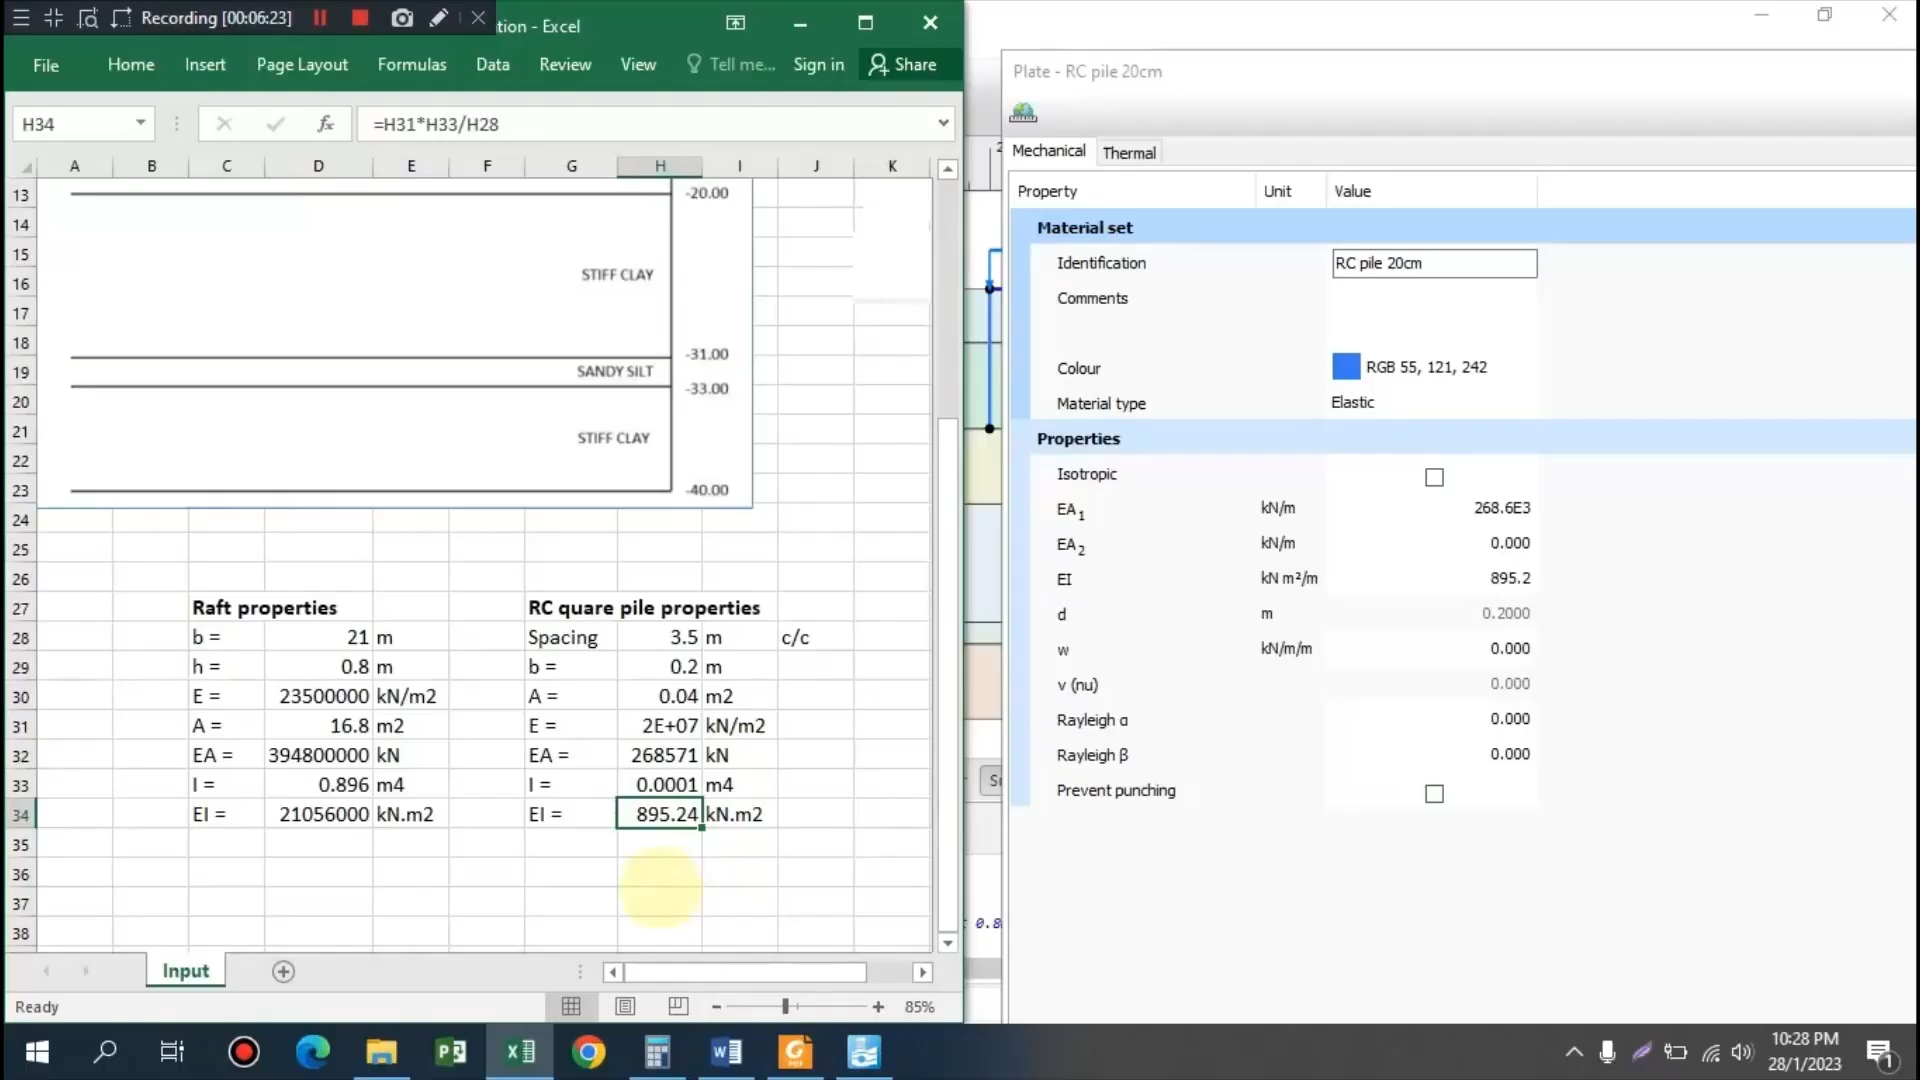 Recording [00:06:23]
tion - Excel
File Home Insert Page Layout Formulas Data Review View Tell me... Sign in Share
H34 fx =H31*H33/H28
A B C D E F G H I J K
13 -20.00
14
15 STIFF CLAY
16
17
18 -31.00
19 SANDY SILT
20 -33.00
21 STIFF CLAY
22
23 -40.00
24
25
26
27 Raft properties RC quare pile properties
28 b = 21 m Spacing 3.5 m c/c
29 h = 0.8 m b = 0.2 m
30 E = 23500000 kN/m2 A = 0.04 m2
31 A = 16.8 m2 E = 2E+07 kN/m2
32 EA = 394800000 kN EA = 268571 kN
33 I = 0.896 m4 I = 0.0001 m4
34 EI = 21056000 kN.m2 EI = 895.24 kN.m2
35
36
37
38
Input
Ready 85%
Plate - RC pile 20cm
Mechanical Thermal
Property Unit Value
Material set
Identification RC pile 20cm
Comments
Colour RGB 55, 121, 242
Material type Elastic
Properties
Isotropic
EA1 kN/m 268.6E3
EA2 kN/m 0.000
EI kN m²/m 895.2
d m 0.2000
w kN/m/m 0.000
v (nu) 0.000
Rayleigh α 0.000
Rayleigh β 0.000
Prevent punching
10:28 PM
28/1/2023
1